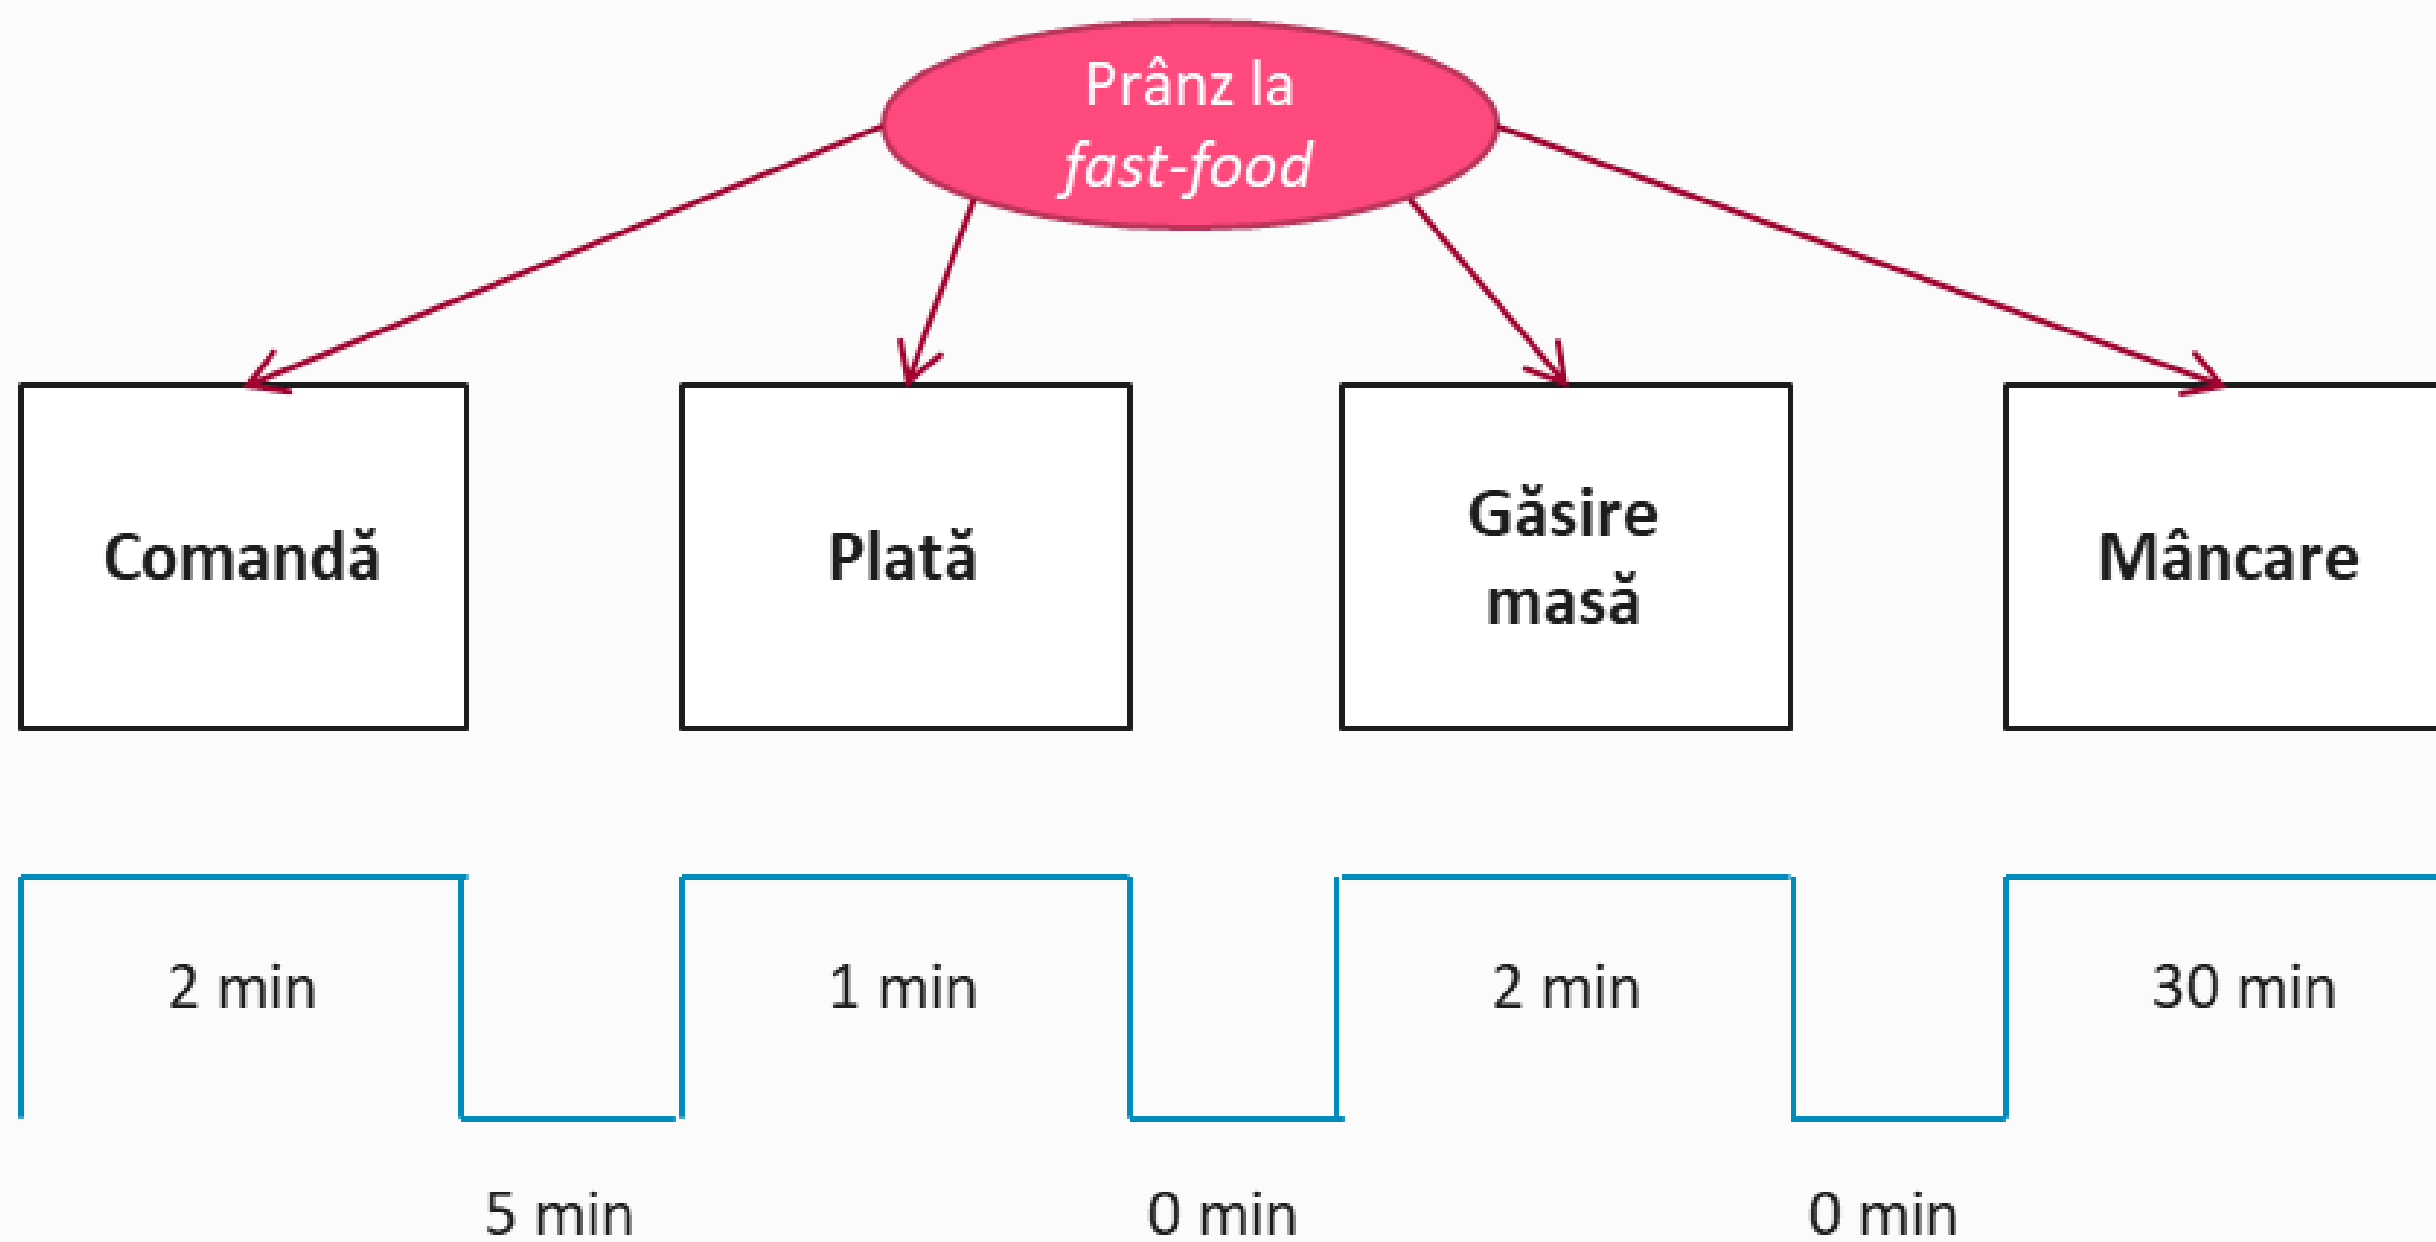 Prânz la
fast-food
Comandă
Plată
Găsire
masă
Mâncare
2 min
1 min
2 min
30 min
5 min
0 min
0 min